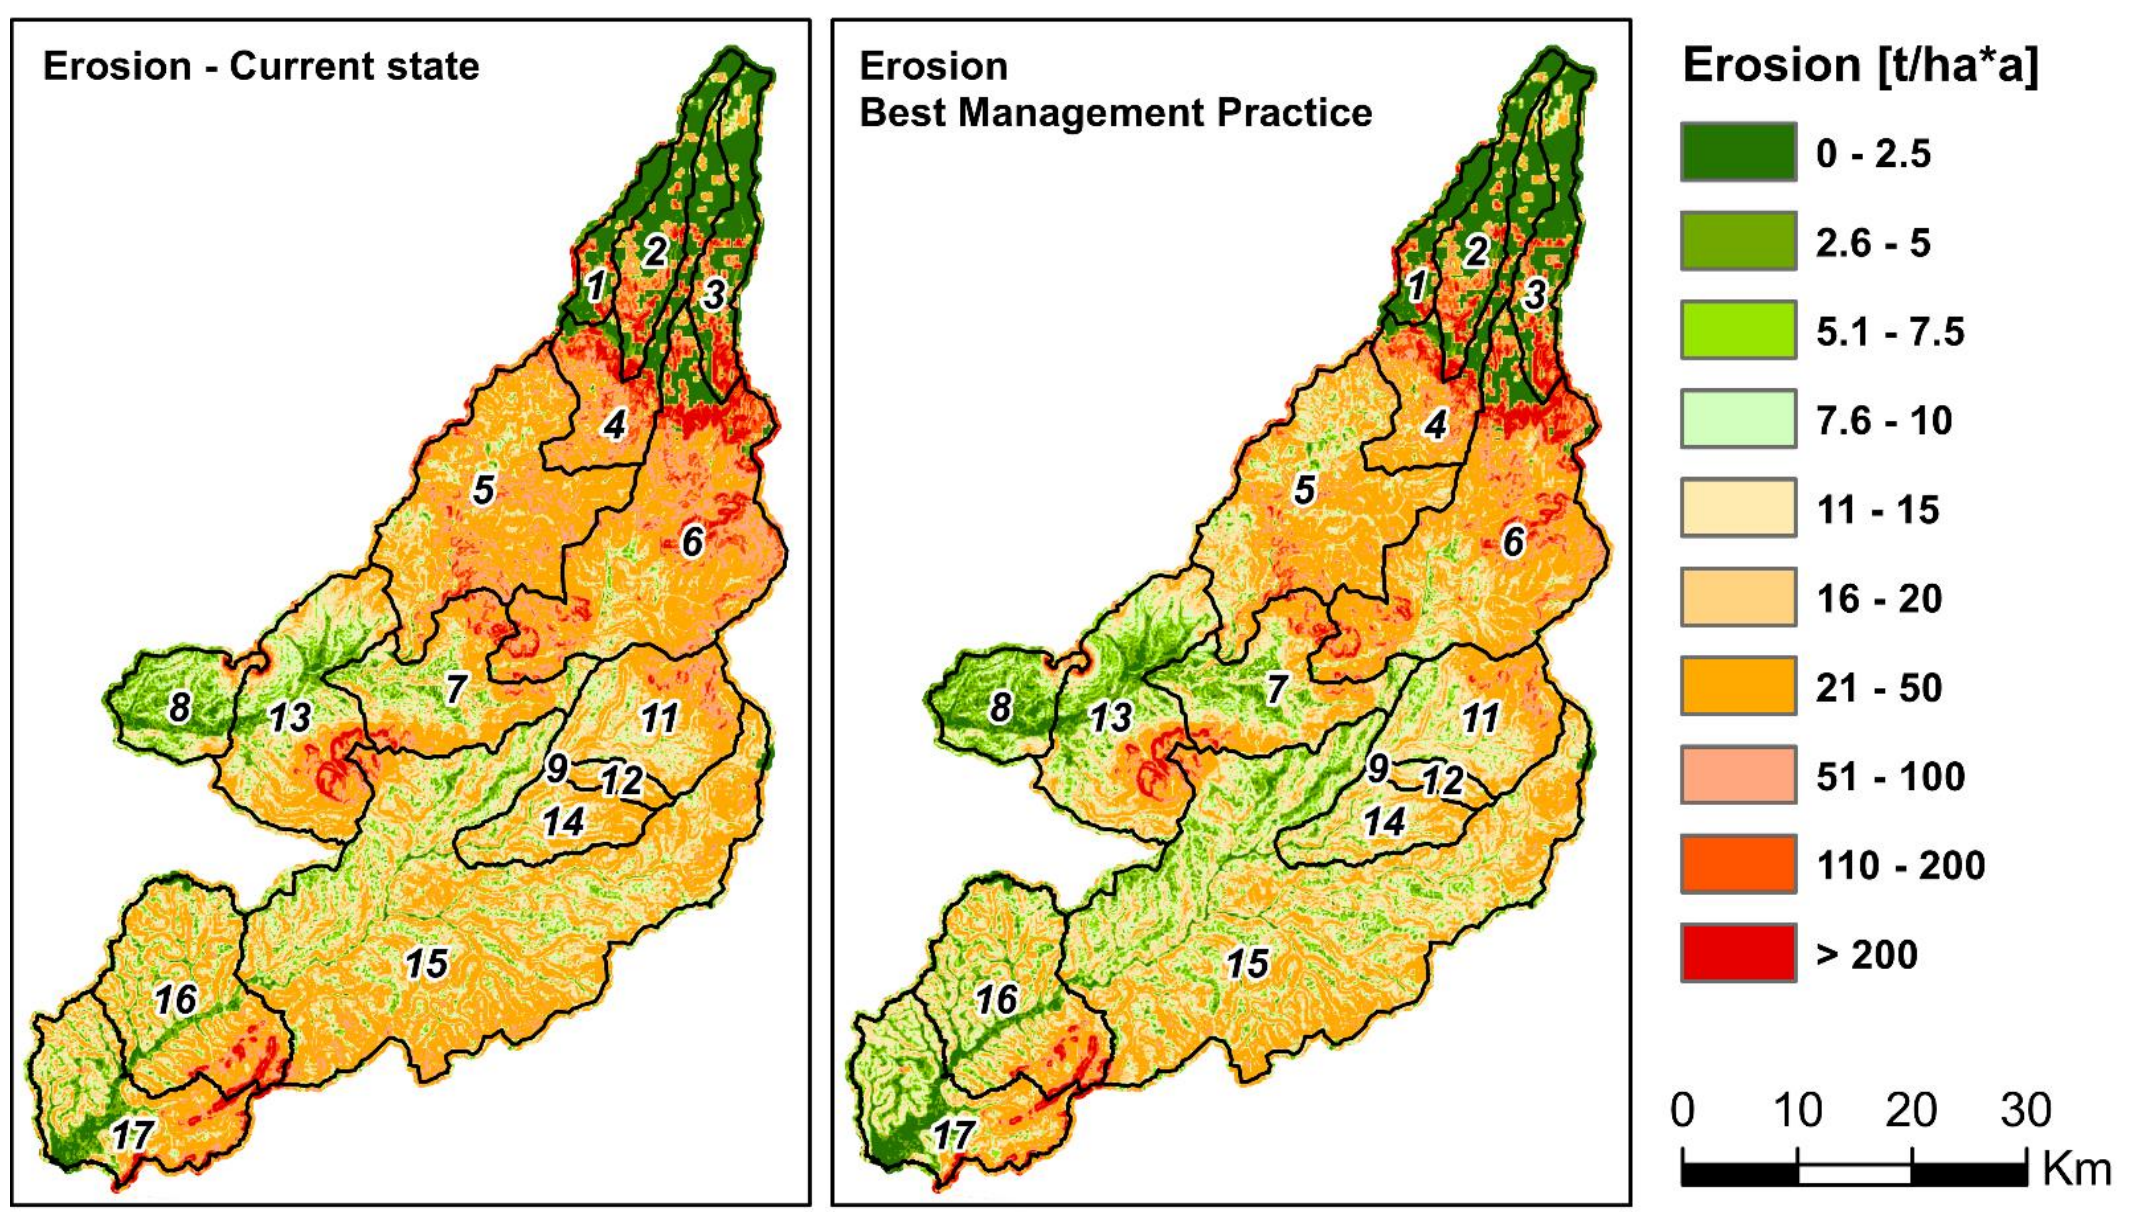 Erosion - Current state
1
2
3
4
5
6
7
8
13
11
9
12
14
15
16
17
Erosion
Best Management Practice
1
2
3
4
5
6
7
8
13
11
9
12
14
15
16
17
Erosion [t/ha*a]
0 - 2.5
2.6 - 5
5.1 - 7.5
7.6 - 10
11 - 15
16 - 20
21 - 50
51 - 100
110 - 200
> 200
0 10 20 30
Km